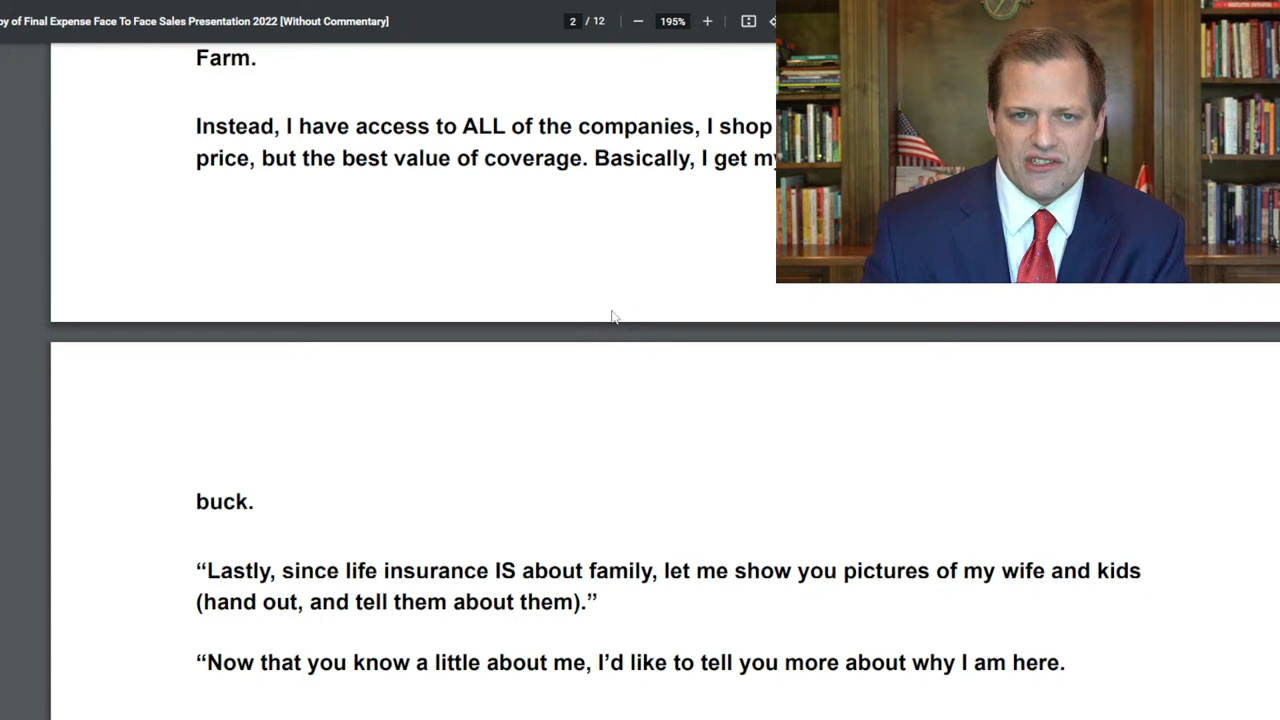 py of Final Expense Face To Face Sales Presentation 2022 [Without Commentary]
2 / 12
195%
Farm.
Instead, I have access to ALL of the companies, I shop
price, but the best value of coverage. Basically, I get my
buck.
“Lastly, since life insurance IS about family, let me show you pictures of my wife and kids
(hand out, and tell them about them).”
“Now that you know a little about me, I’d like to tell you more about why I am here.